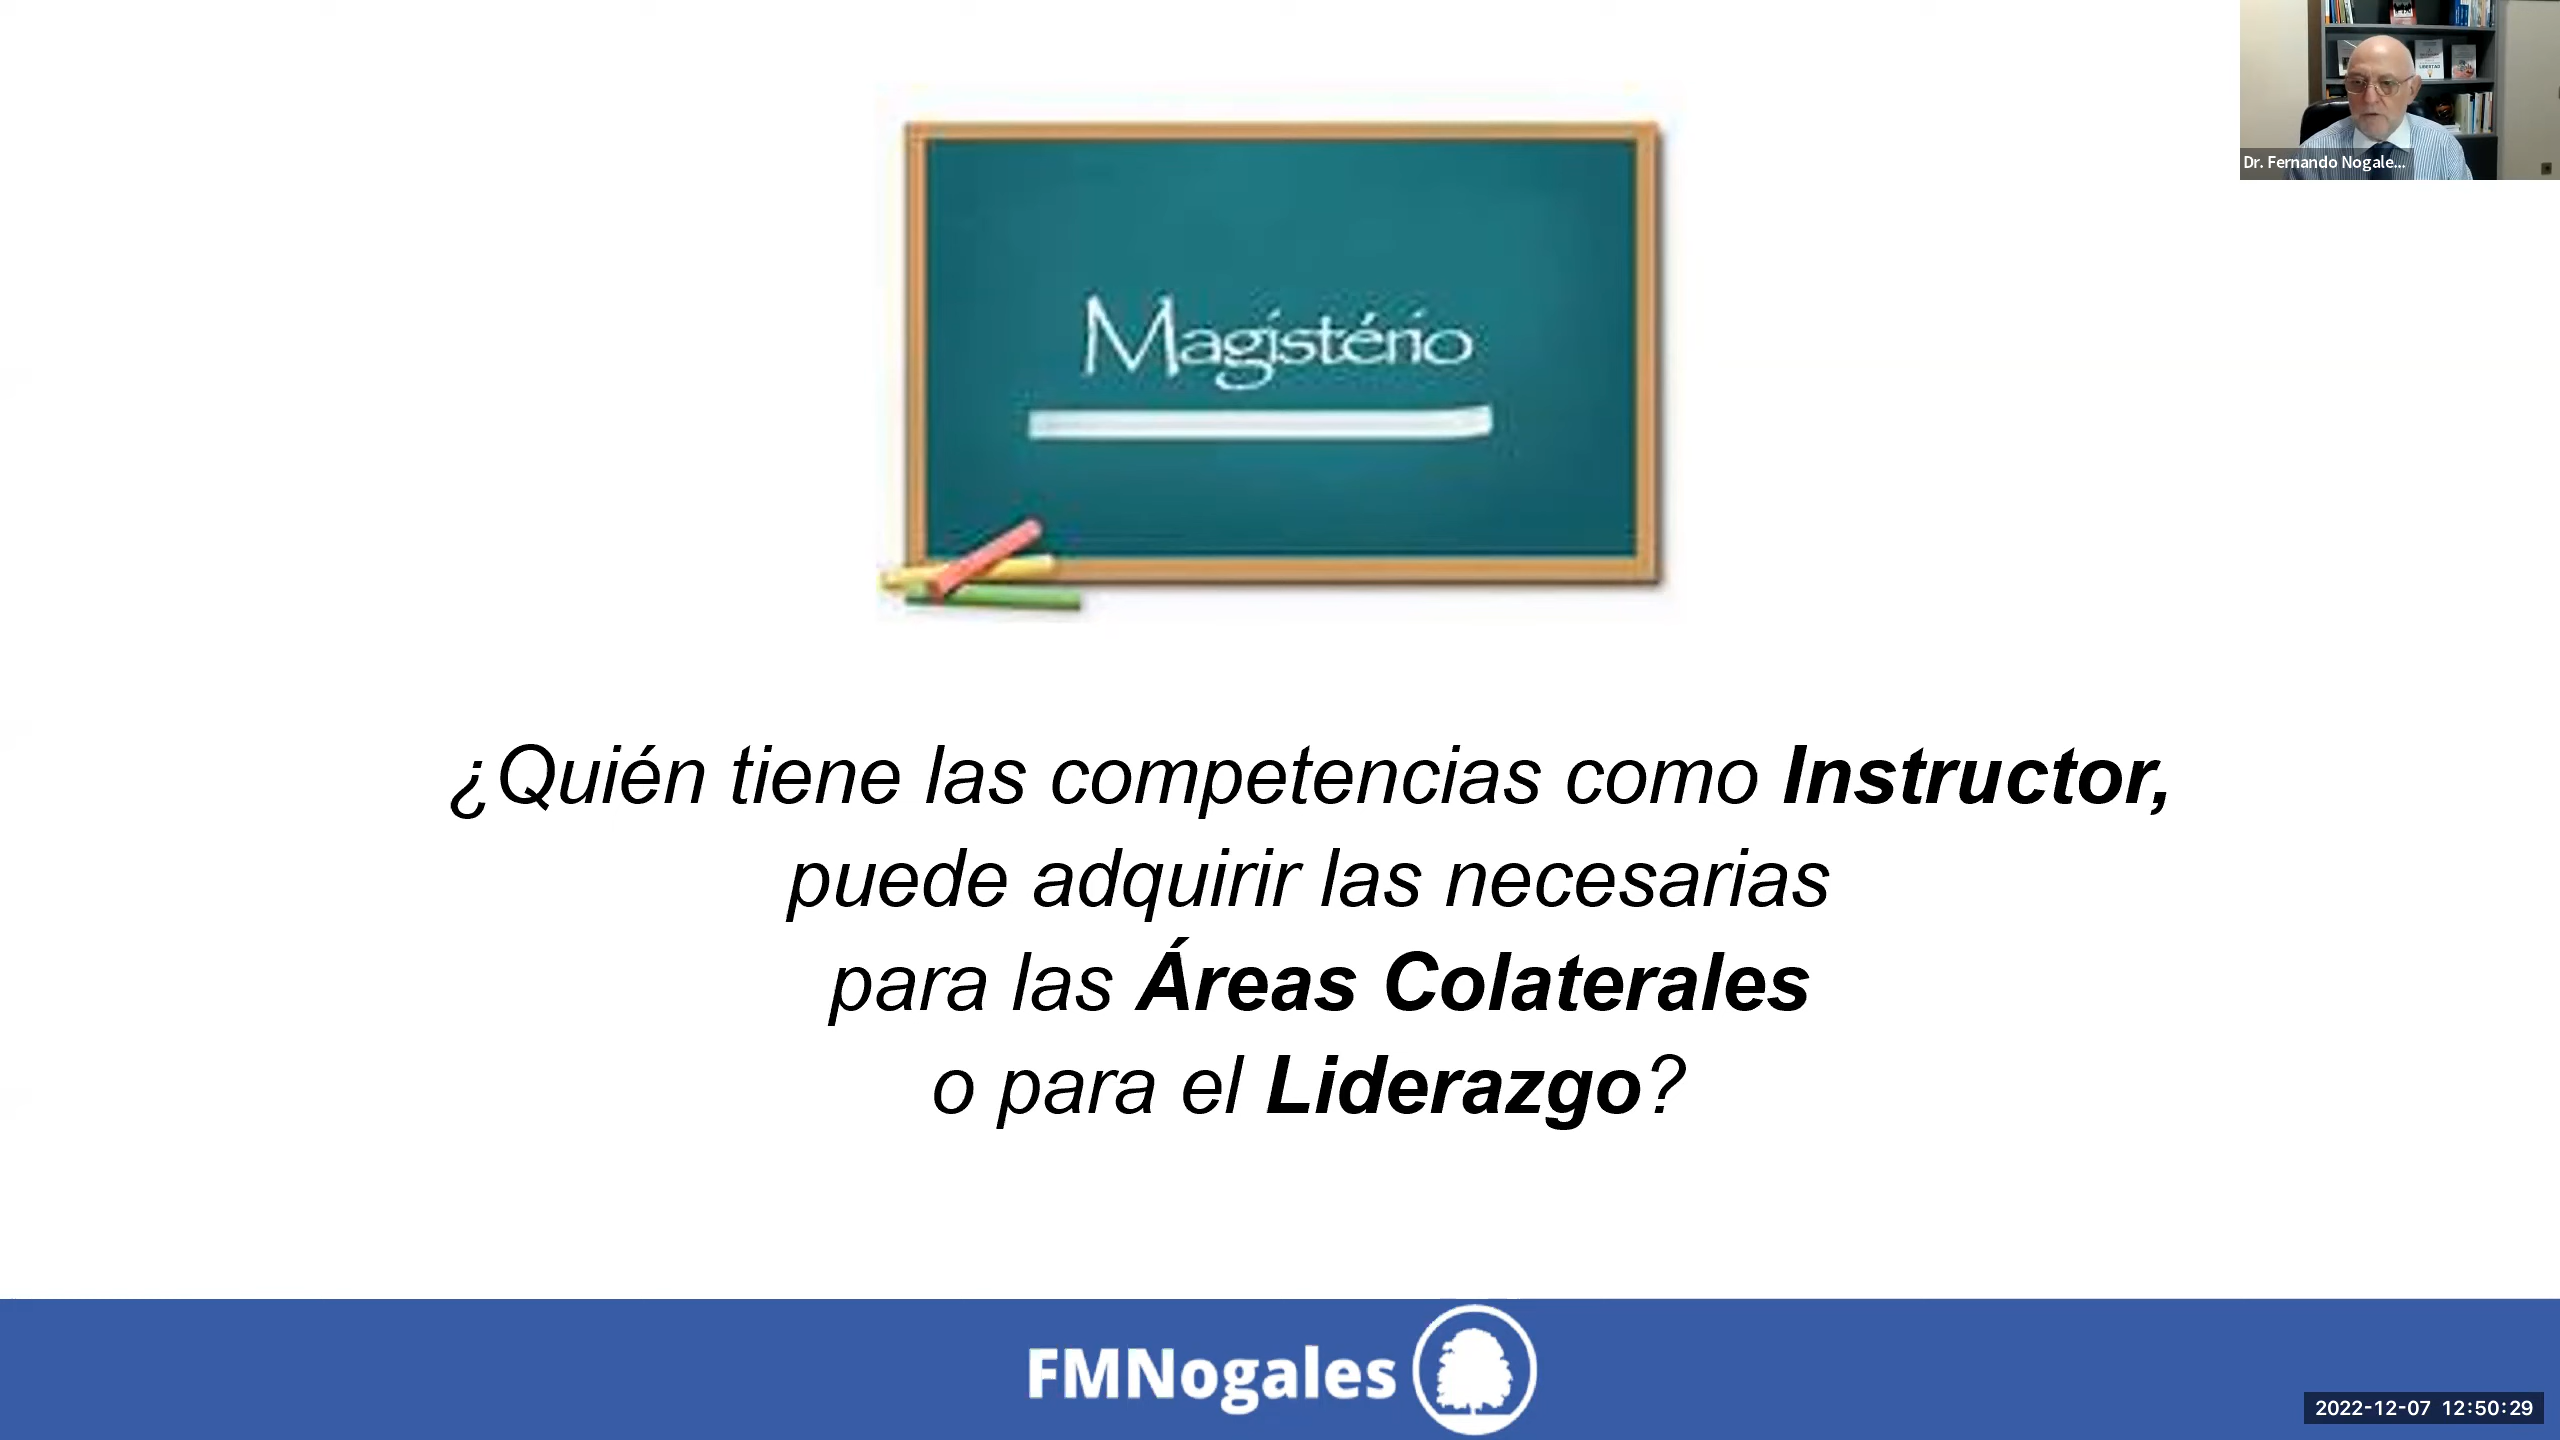 Dr. Fernando Nogale...
Magistério
¿Quién tiene las competencias como Instructor,
puede adquirir las necesarias
para las Áreas Colaterales
o para el Liderazgo?
FMNogales
2022-12-07 12:50:29